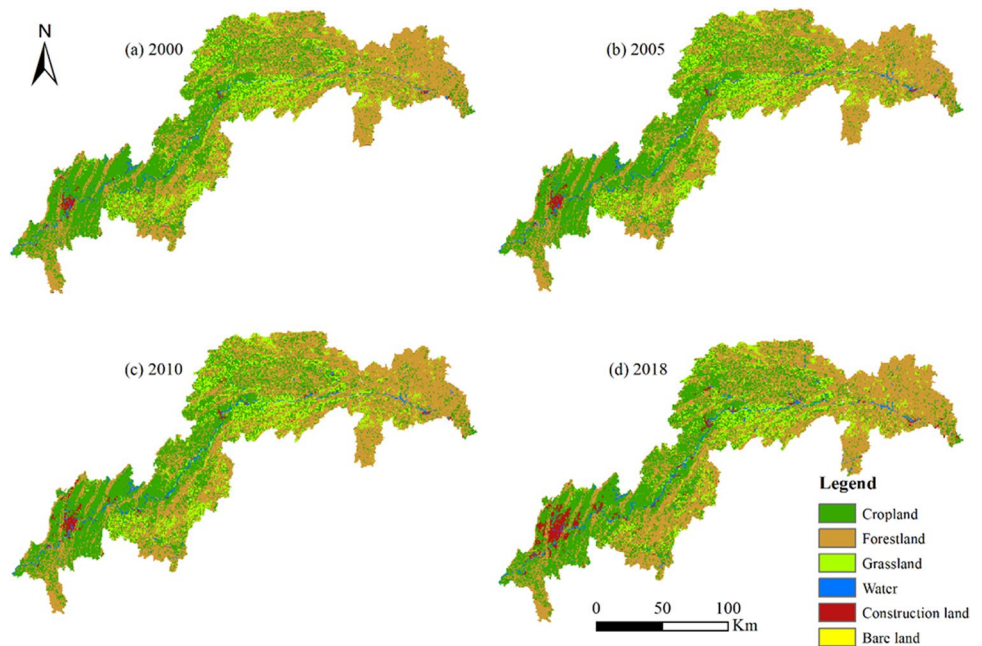 N
(a) 2000
(b) 2005
(c) 2010
(d) 2018
Legend
Cropland
Forestland
Grassland
Water
Construction land
Bare land
0 50 100
Km